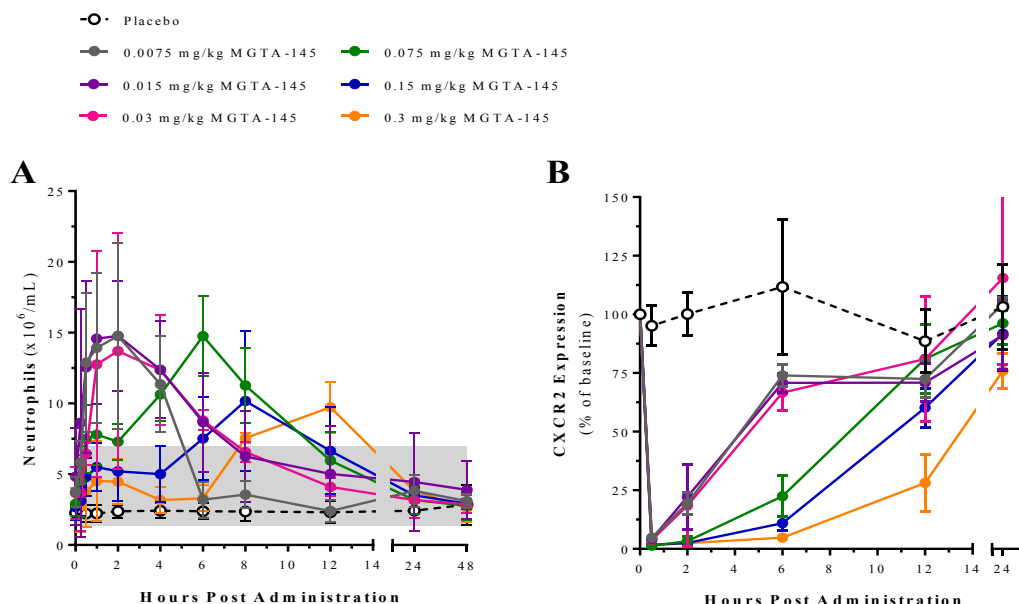 Placebo
0.0075 mg/kg MGTA-145
0.075 mg/kg MGTA-145
0.015 mg/kg MGTA-145
0.15 mg/kg MGTA-145
0.03 mg/kg MGTA-145
0.3 mg/kg MGTA-145
A
25
20
15
10
5
0
Neutrophils (x 10⁶/mL)
0 2 4 6 8 10 12 14 24 48
Hours Post Administration
B
150
125
100
75
50
25
0
CXCR2 Expression
(% of baseline)
0 2 4 6 8 10 12 14 24
Hours Post Administration